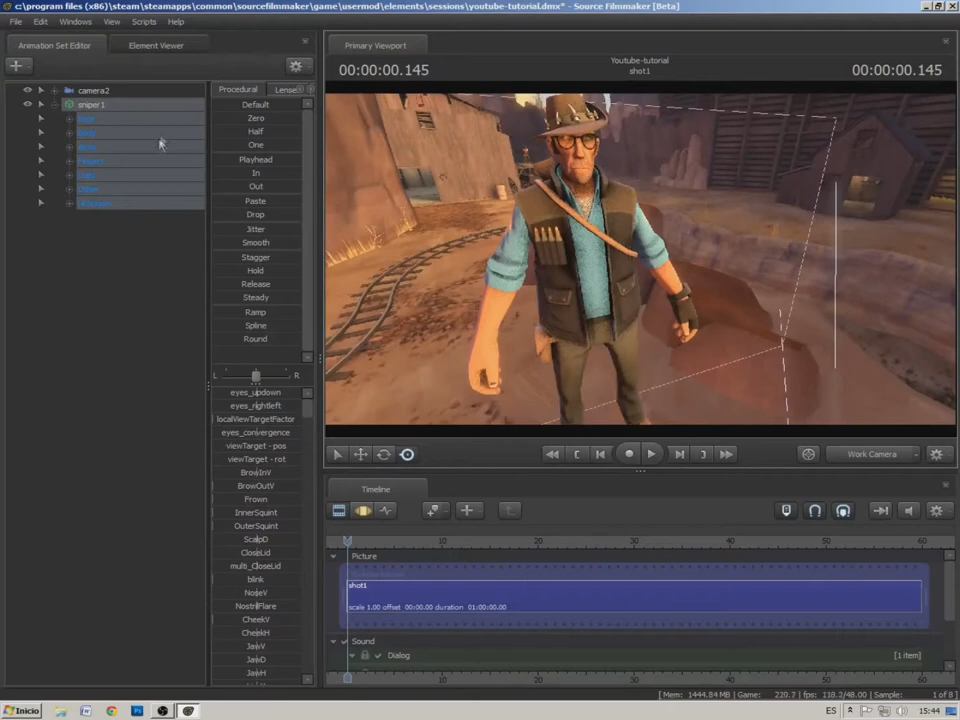 c:\program files (x86)\steam\steamapps\common\sourcefilmmaker\game\usermod\elements\sessions\youtube-tutorial.dmx* - Source Filmmaker [Beta]
File Edit Windows View Scripts Help
Animation Set Editor Element Viewer
camera2
sniper1
Body
Legs
Other
Procedural Lense
Default
Zero
Half
One
Playhead
In
Out
Paste
Drop
Jitter
Smooth
Stagger
Hold
Release
Steady
Ramp
Spline
Round
L R
eyes_updown
eyes_rightleft
localViewTargetFactor
eyes_convergence
viewTarget - pos
viewTarget - rot
BrowInV
BrowOutV
Frown
InnerSquint
OuterSquint
ScalpD
CloseLid
multi_CloseLid
blink
NoseV
NostrilFlare
CheekV
CheekH
JawV
JawD
JawH
Primary Viewport
00:00:00.145
Youtube-tutorial
shot1
00:00:00.145
Work Camera
Timeline
10 20 30 40 50 60
Picture
shot1
scale 1.00 offset 00:00.00 duration 01:00:00.00
Sound
Dialog [1 item]
Mem: 1444.84 MB Game: 220.7 fps: 118.2/48.00 Sample: 1 of 8
Inicio
ES 15:44